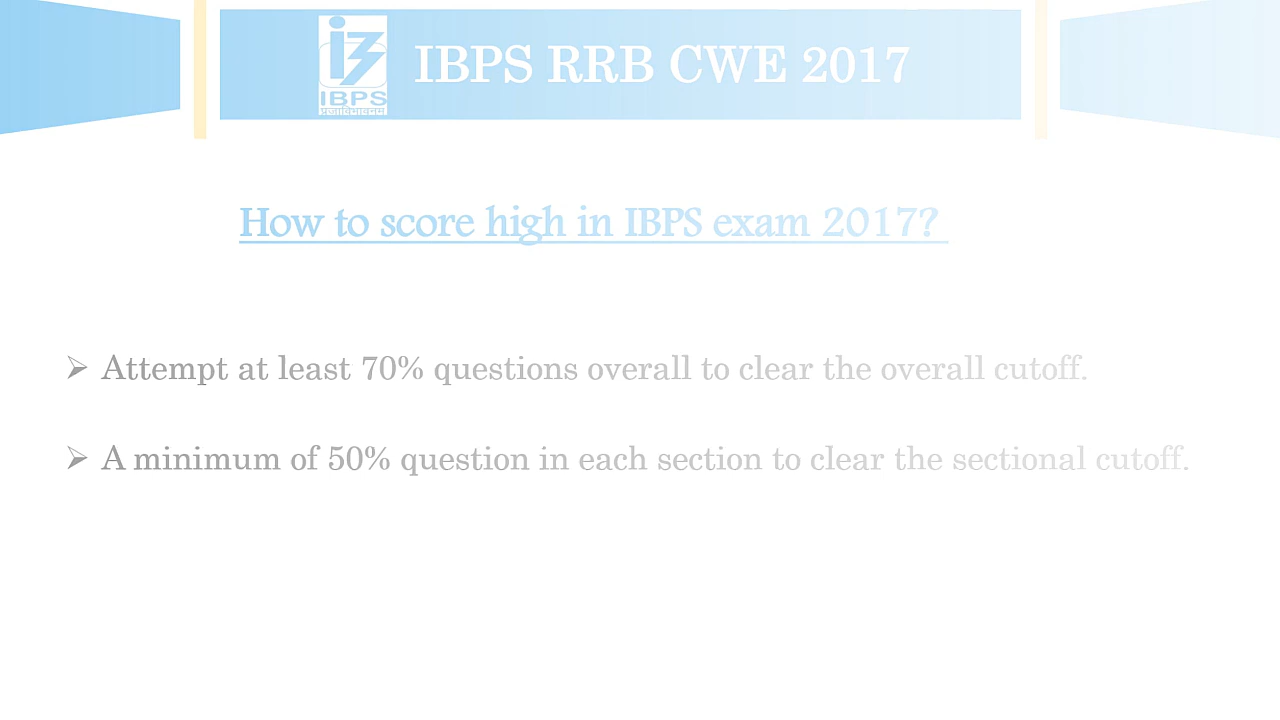 IBPS RRB CWE 2017
IBPS
How to score high in IBPS exam 2017?
➢ Attempt at least 70% questions overall to clear the overall cutoff.
➢ A minimum of 50% question in each section to clear the sectional cutoff.